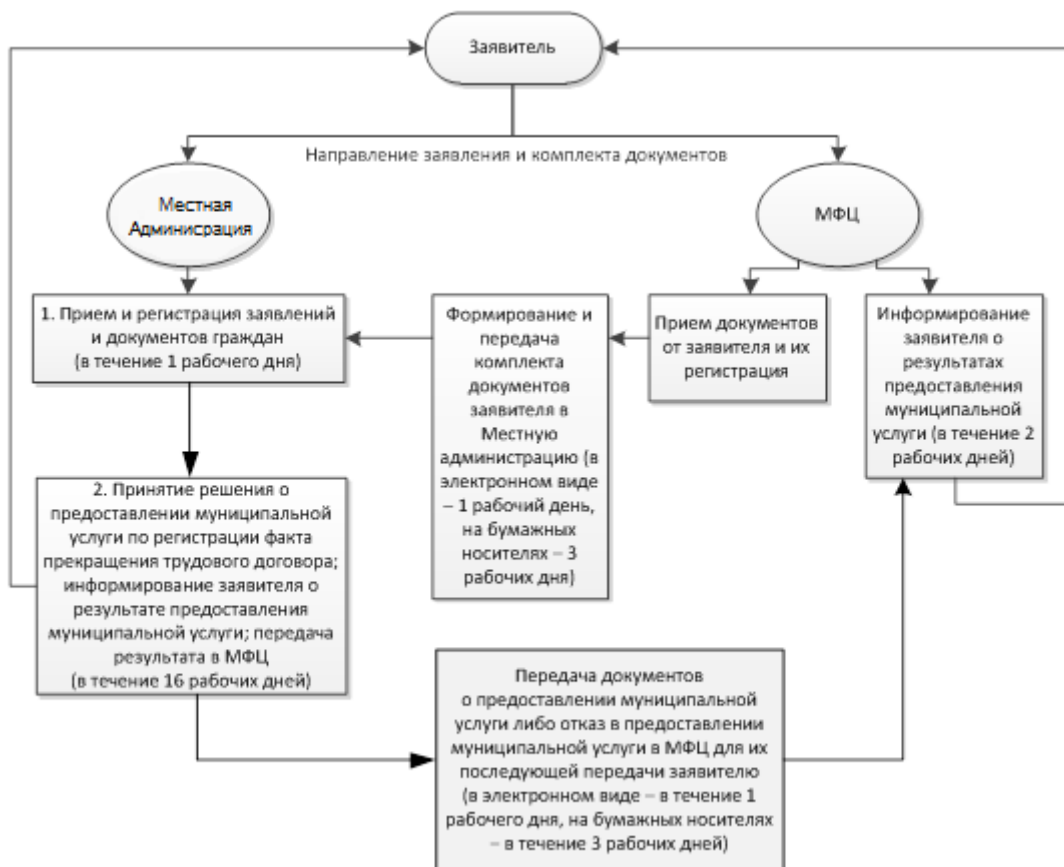 Заявитель
Направление заявления и комплекта документов
Местная
Админисрация
МФЦ
1. Прием и регистрация заявлений
и документов граждан
(в течение 1 рабочего дня)
Формирование и
передача
комплекта
документов
заявителя в
Местную
администрацию (в
электронном виде
– 1 рабочий день,
на бумажных
носителях – 3
рабочих дня)
Прием документов
от заявителя и их
регистрация
Информирование
заявителя о
результатах
предоставления
муниципальной
услуги (в течение 2
рабочих дней)
2. Принятие решения о
предоставлении муниципальной
услуги по регистрации факта
прекращения трудового договора;
информирование заявителя о
результате предоставления
муниципальной услуги; передача
результата в МФЦ
(в течение 16 рабочих дней)
Передача документов
о предоставлении муниципальной
услуги либо отказ в предоставлении
муниципальной услуги в МФЦ для их
последующей передачи заявителю
(в электронном виде – в течение 1
рабочего дня, на бумажных носителях
– в течение 3 рабочих дней)